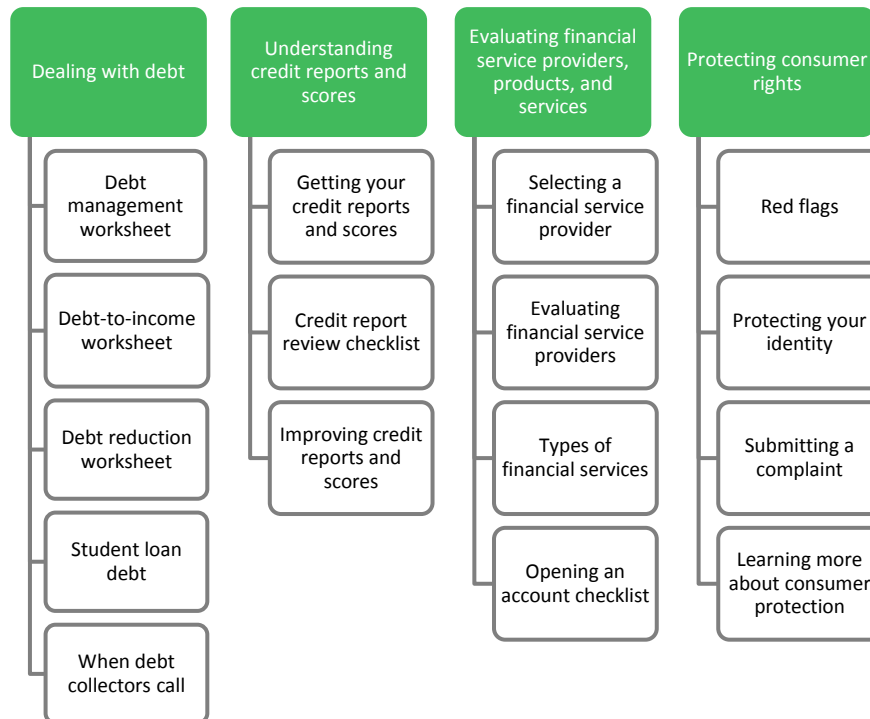 Dealing with debt
Debt
management
worksheet
Debt-to-income
worksheet
Debt reduction
worksheet
Student loan
debt
When debt
collectors call
Understanding
credit reports and
scores
Getting your
credit reports
and scores
Credit report
review checklist
Improving credit
reports and
scores
Evaluating financial
service providers,
products, and
services
Selecting a
financial service
provider
Evaluating
financial service
providers
Types of
financial services
Opening an
account checklist
Protecting consumer
rights
Red flags
Protecting your
identity
Submitting a
complaint
Learning more
about consumer
protection